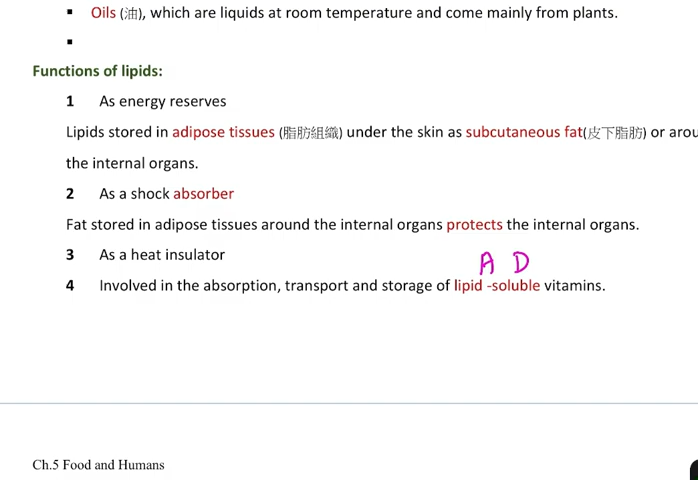 ▪ Oils (油), which are liquids at room temperature and come mainly from plants.
▪
Functions of lipids:
1 As energy reserves
Lipids stored in adipose tissues (脂肪組織) under the skin as subcutaneous fat(皮下脂肪) or arou
the internal organs.
2 As a shock absorber
Fat stored in adipose tissues around the internal organs protects the internal organs.
3 As a heat insulator
A D
4 Involved in the absorption, transport and storage of lipid -soluble vitamins.
Ch.5 Food and Humans